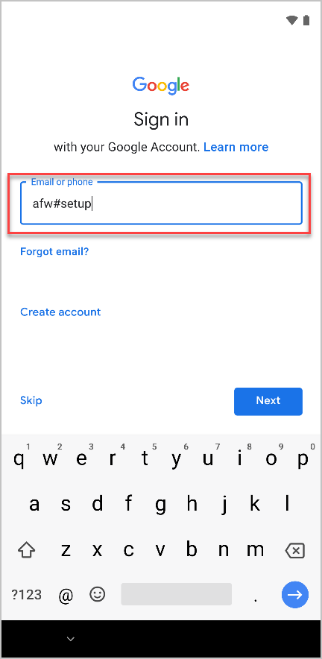 Google
Sign in
with your Google Account. Learn more
Email or phone
afw#setup
Forgot email?
Create account
Skip
Next
1 2 3 4 5 6 7 8 9 0
q w e r t y u i o p
a s d f g h j k l
z x c v b n m
?123 @ .